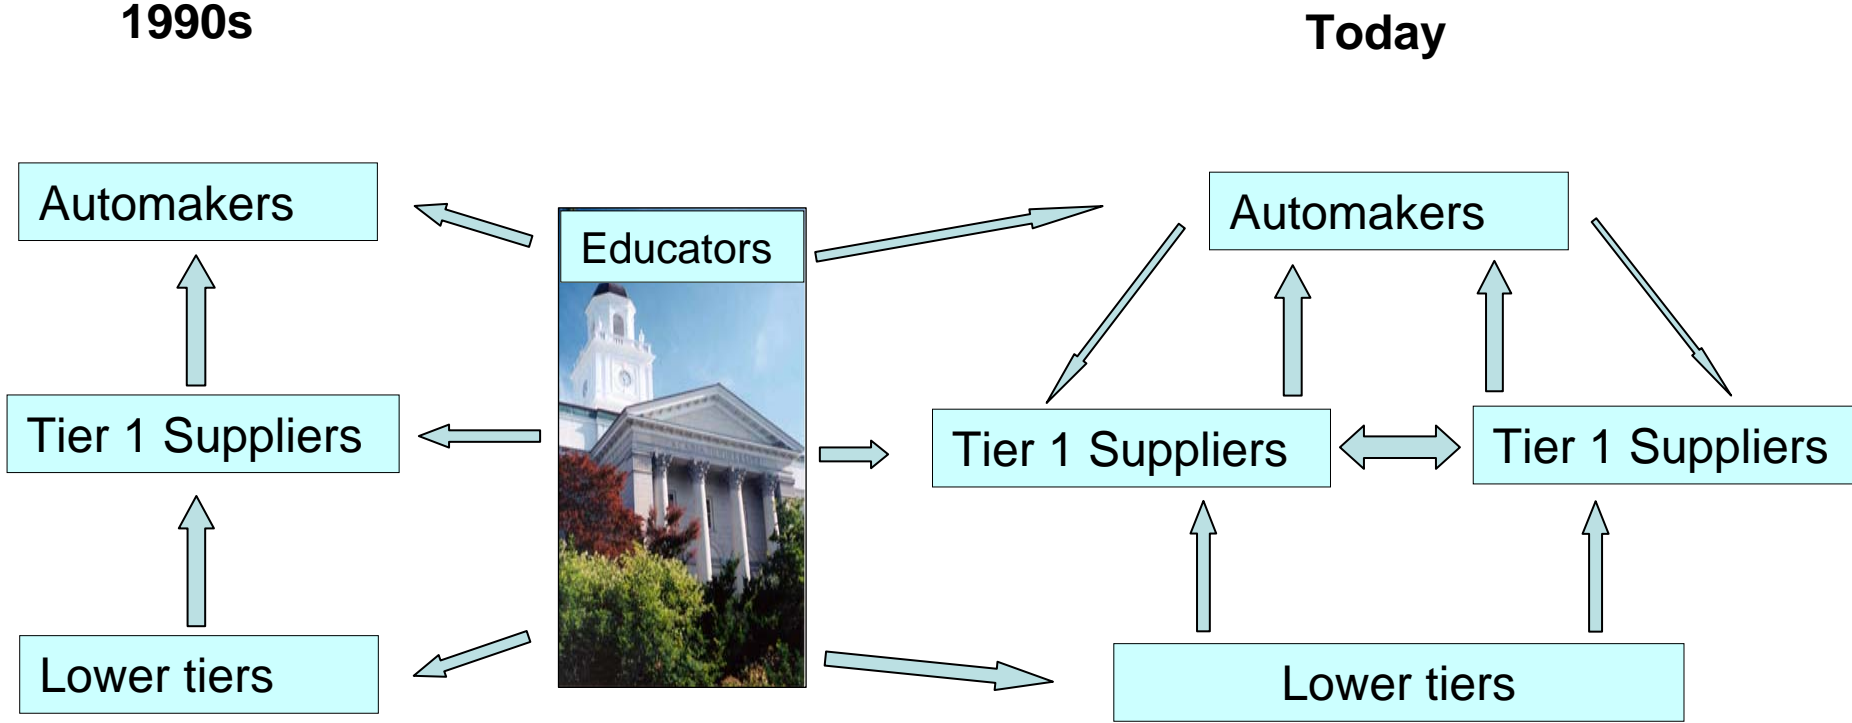 1990s
Today
Automakers
Educators
Automakers
Tier 1 Suppliers
Tier 1 Suppliers
Tier 1 Suppliers
Lower tiers
Lower tiers